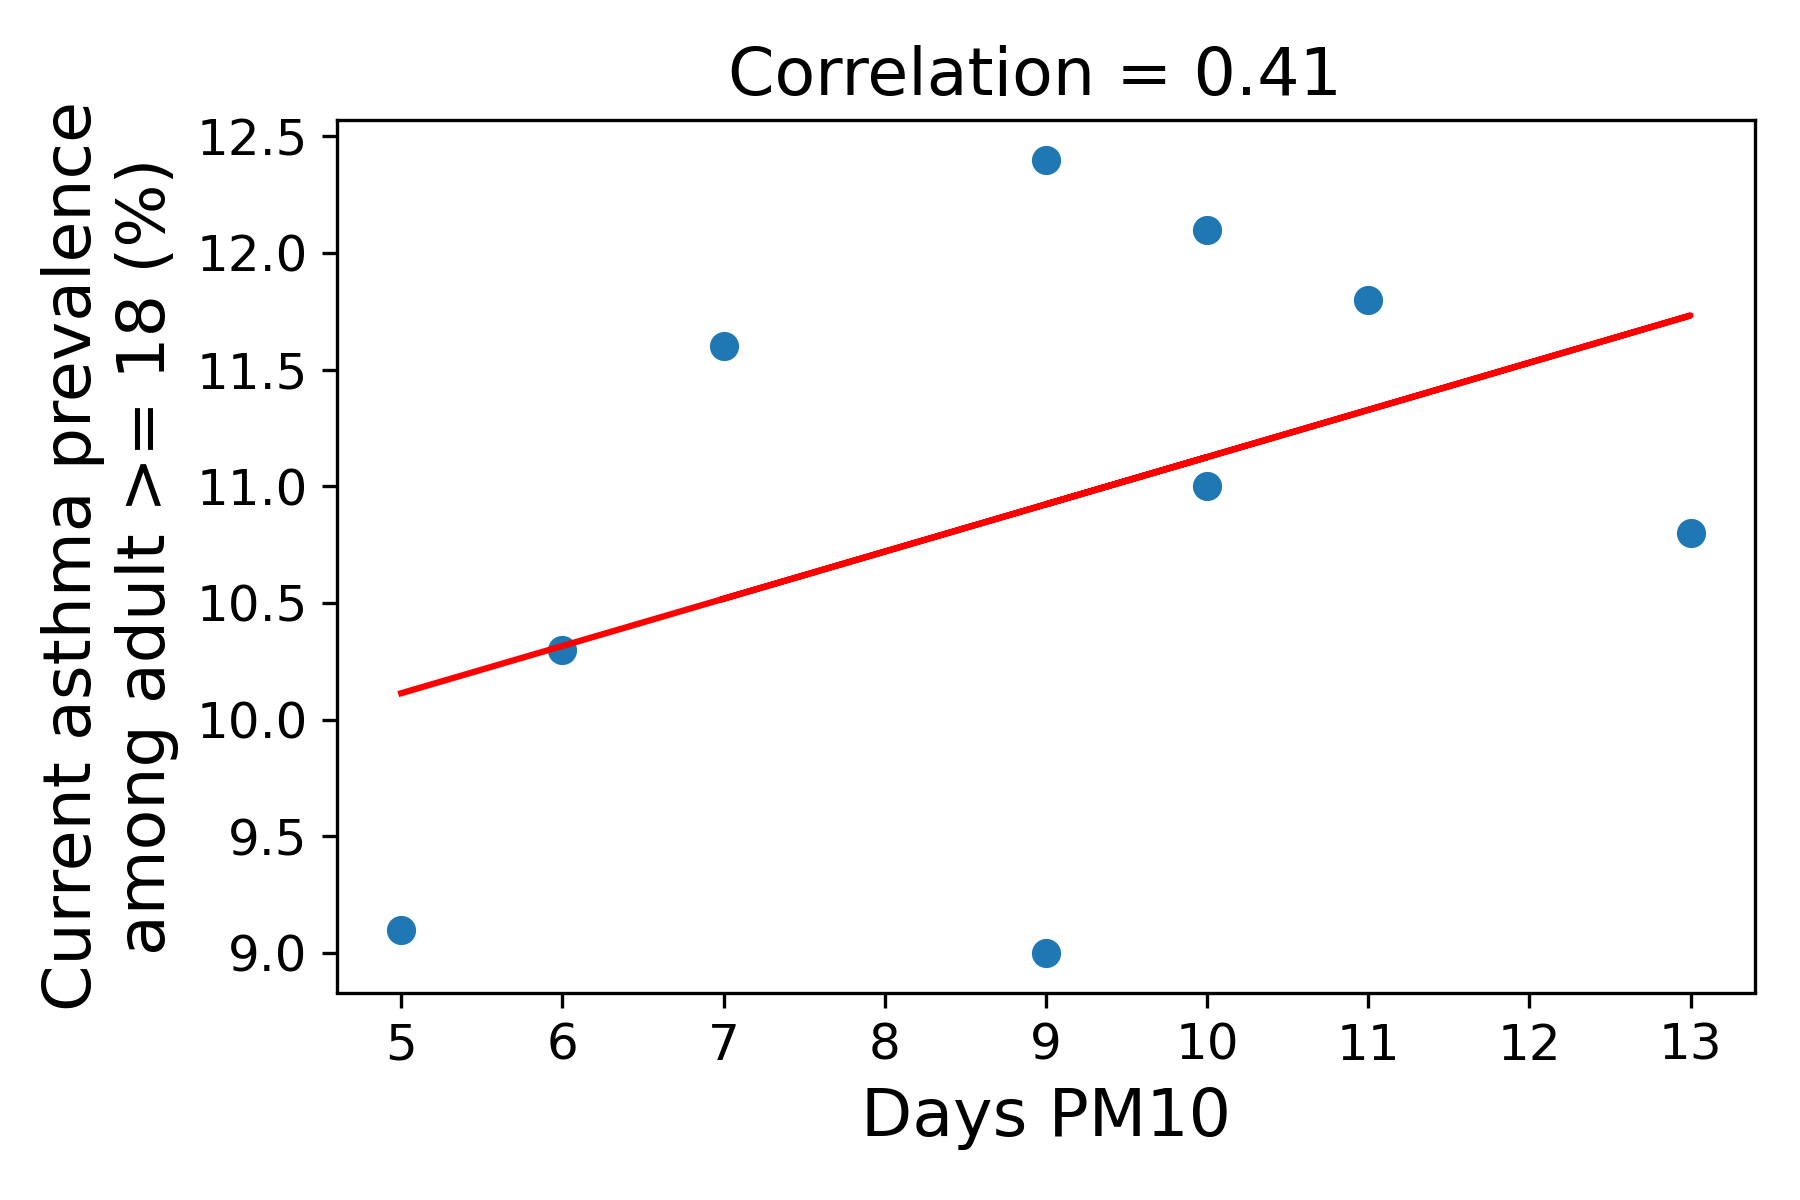 Correlation = 0.41
Current asthma prevalence
among adult >= 18 (%)
12.5
12.0
11.5
11.0
10.5
10.0
9.5
9.0
5 6 7 8 9 10 11 12 13
Days PM10